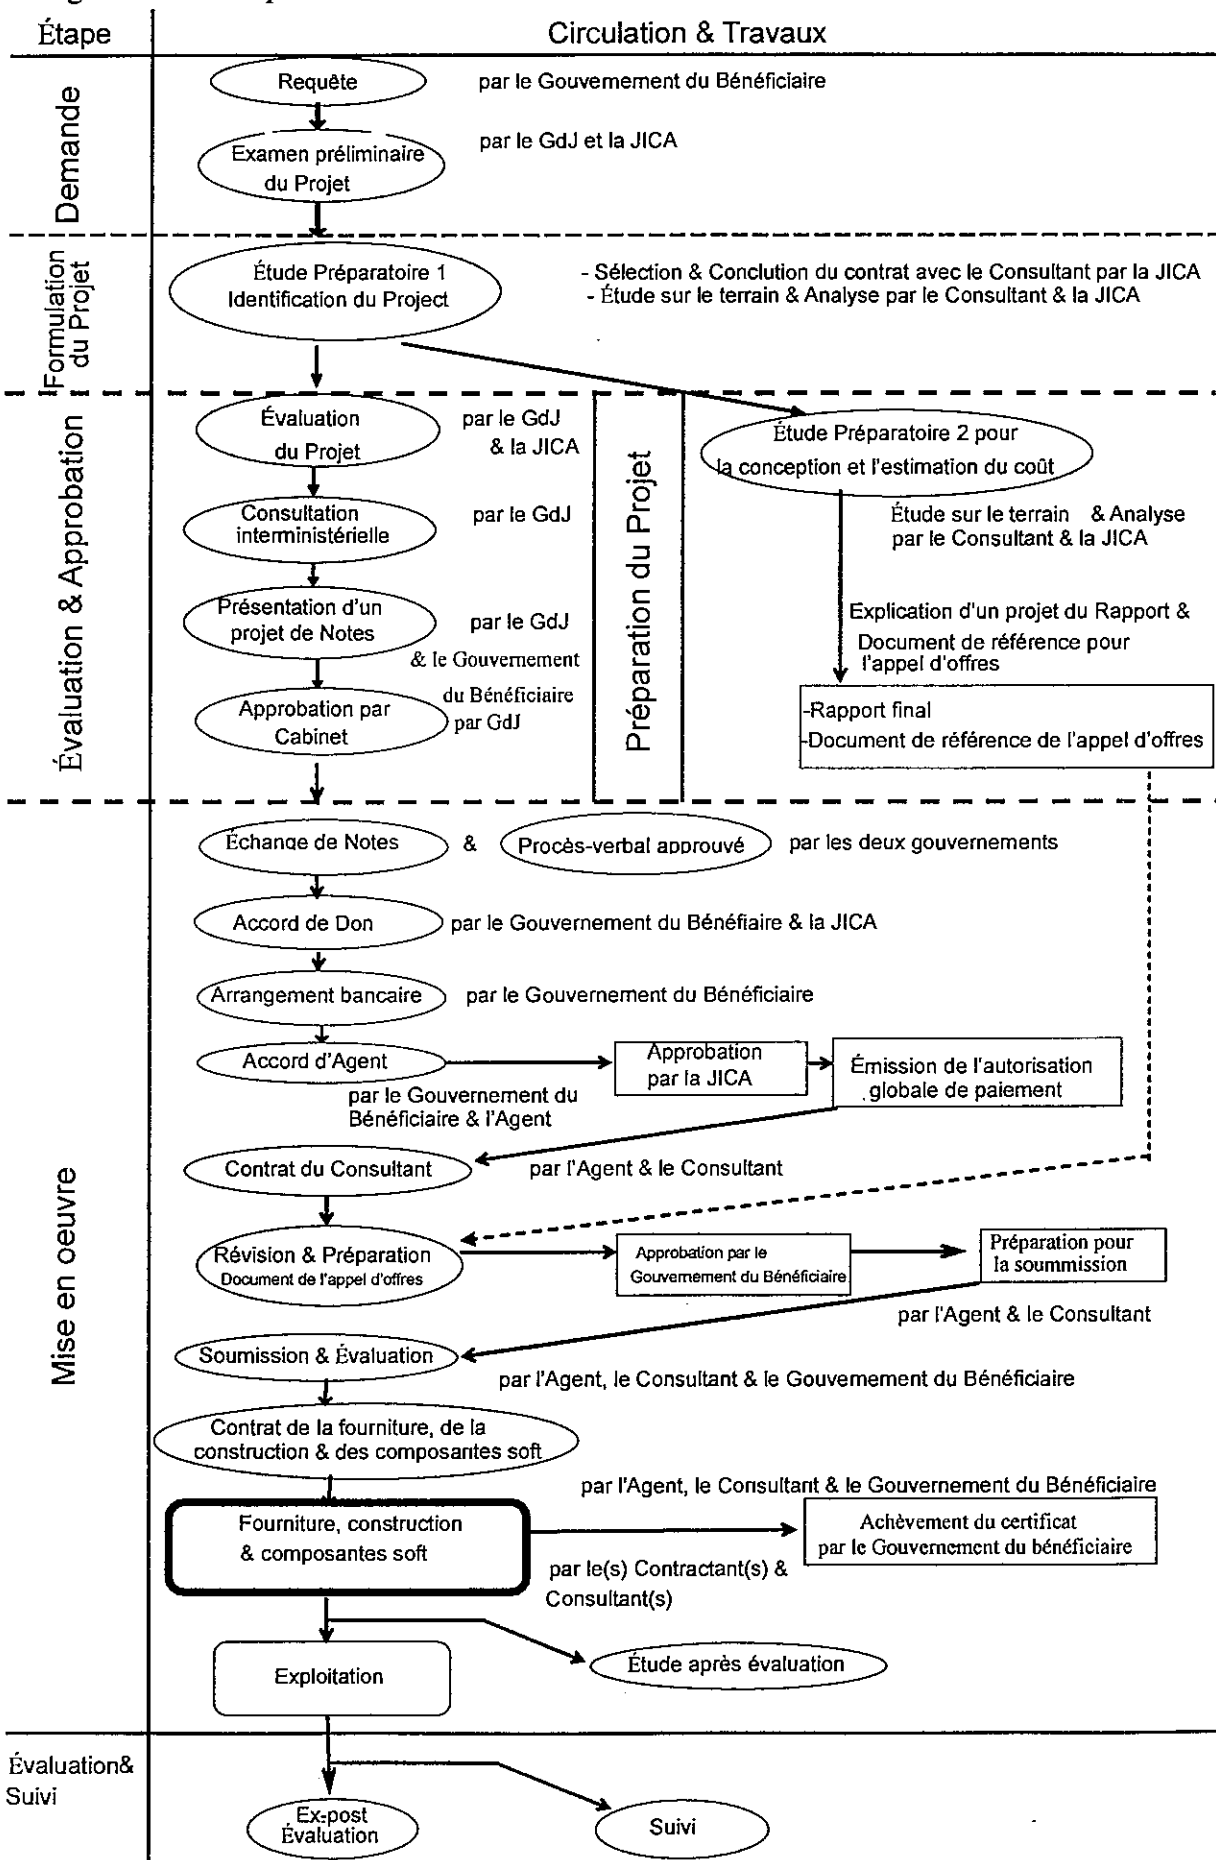 Étape
Circulation & Travaux
Demande
Requête
par le Gouvernement du Bénéficiaire
Examen préliminaire
du Projet
par le GdJ et la JICA
Formulation
du Projet
Étude Préparatoire 1
Identification du Project
- Sélection & Conclution du contrat avec le Consultant par la JICA
- Étude sur le terrain & Analyse par le Consultant & la JICA
Évaluation & Approbation
Évaluation
du Projet
par le GdJ
& la JICA
Consultation
interministérielle
par le GdJ
Présentation d'un
projet de Notes
par le GdJ
& le Gouvernement
du Bénéficiaire
Approbation par
Cabinet
par GdJ
Préparation du Projet
Étude Préparatoire 2 pour
la conception et l'estimation du coût
Étude sur le terrain & Analyse
par le Consultant & la JICA
Explication d'un projet du Rapport &
Document de référence pour
l'appel d'offres
-Rapport final
-Document de référence de l'appel d'offres
Mise en oeuvre
Échange de Notes
&
Procès-verbal approuvé
par les deux gouvernements
Accord de Don
par le Gouvernement du Bénéfiaire & la JICA
Arrangement bancaire
par le Gouvernement du Bénéficiaire
Accord d'Agent
par le Gouvernement du
Bénéficiaire & l'Agent
Approbation
par la JICA
Émission de l'autorisation
globale de paiement
Contrat du Consultant
par l'Agent & le Consultant
Révision & Préparation
Document de l'appel d'offres
Approbation par le
Gouvernement du Bénéficiaire
Préparation pour
la soummission
par l'Agent & le Consultant
Soumission & Évaluation
par l'Agent, le Consultant & le Gouvernement du Bénéficiaire
Contrat de la fourniture, de la
construction & des composantes soft
par l'Agent, le Consultant & le Gouvernement du Bénéficiaire
Fourniture, construction
& composantes soft
par le(s) Contractant(s) &
Consultant(s)
Achèvement du certificat
par le Gouvernement du bénéficiaire
Exploitation
Étude après évaluation
Évaluation&
Suivi
Ex-post
Évaluation
Suivi